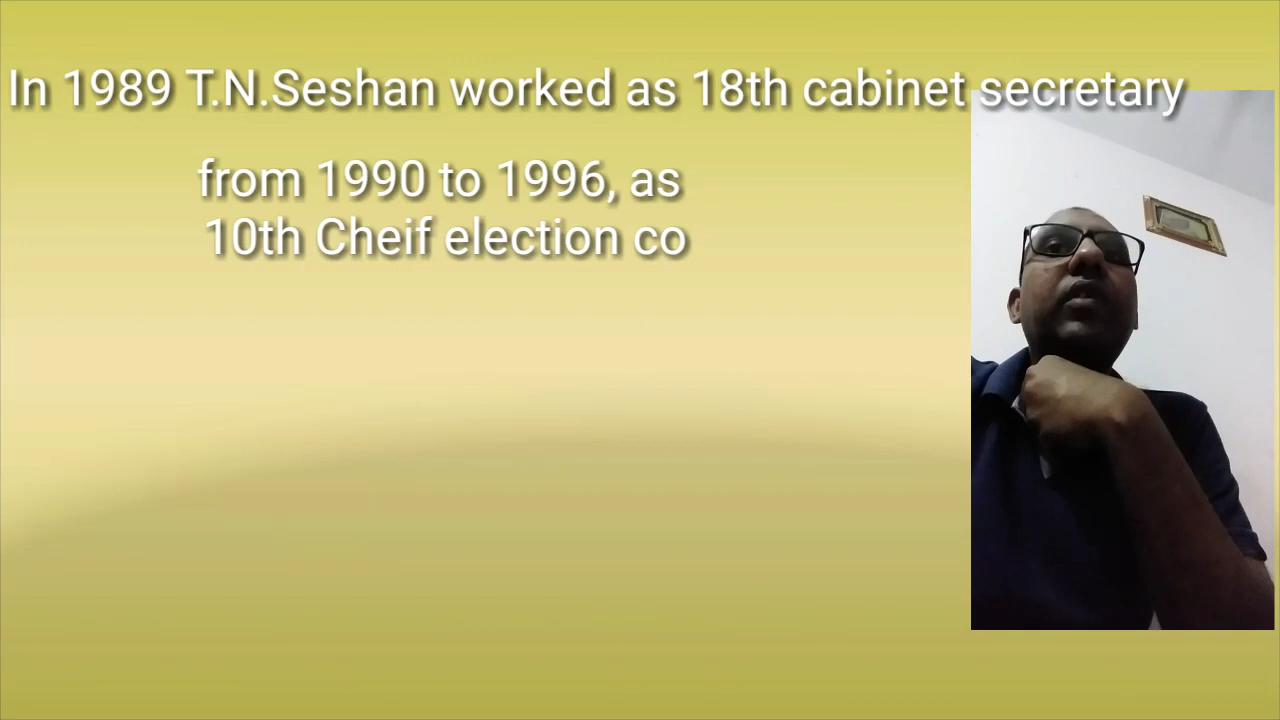 In 1989 T.N.Seshan worked as 18th cabinet secretary
from 1990 to 1996, as
10th Cheif election co